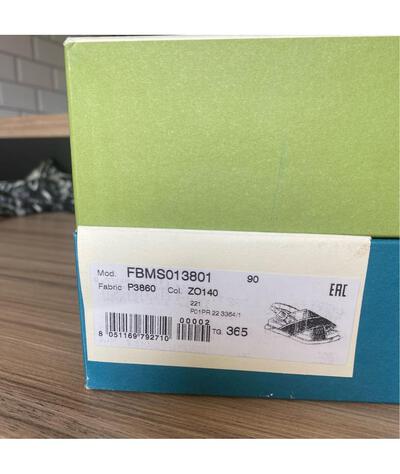 Mod. FBMS013801 90
Fabric P3860 Col. ZO140
EAC
221
P01PR 22 3364/1
00002
TG. 365
8 051169 792710